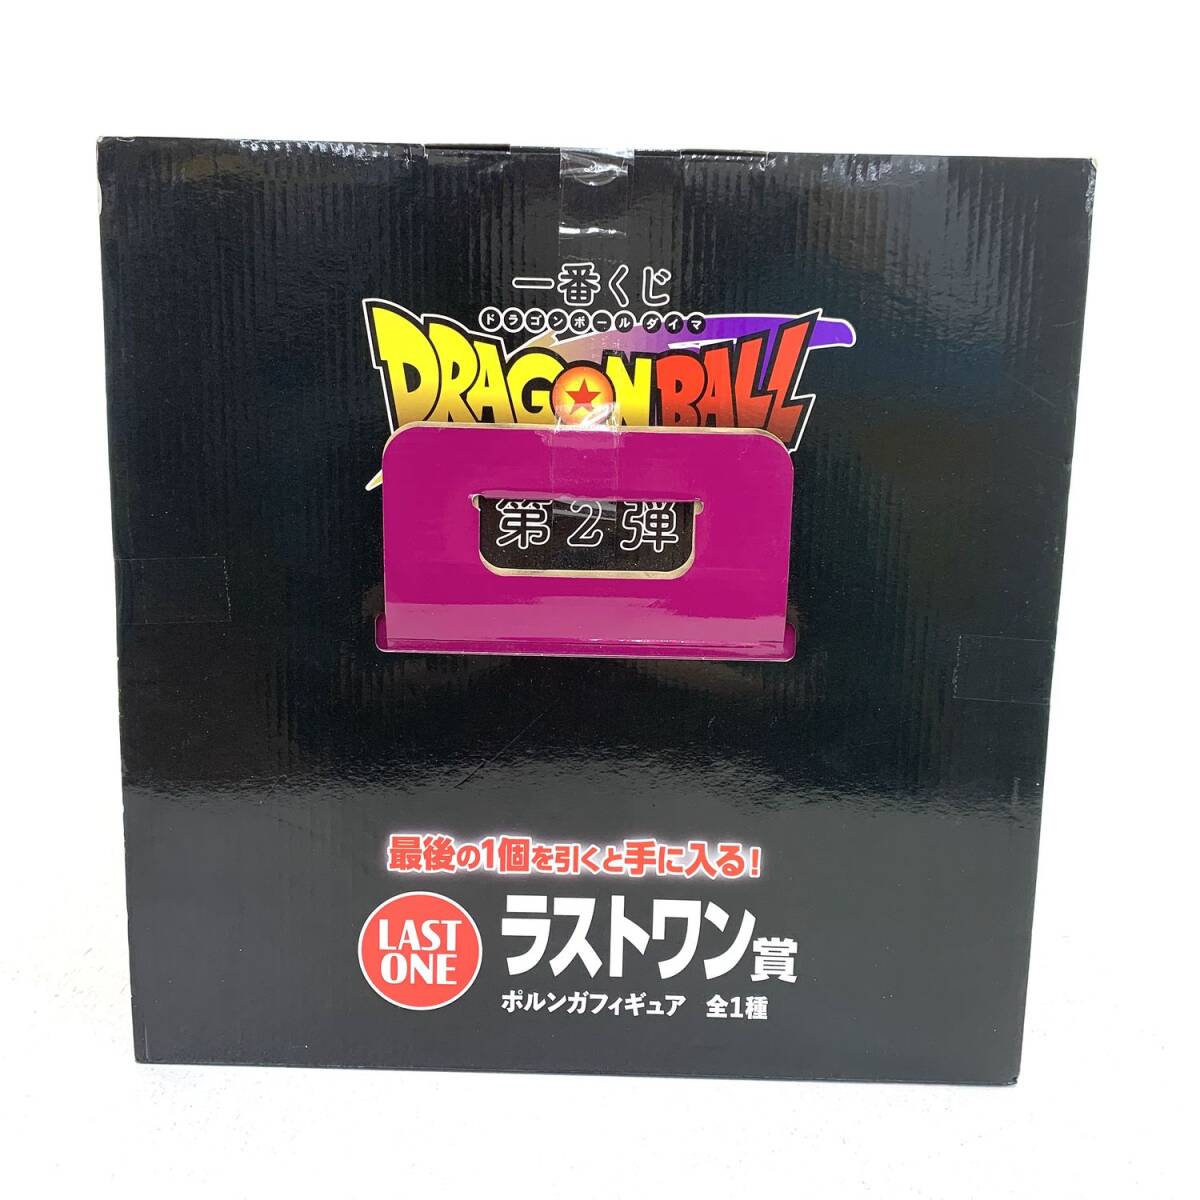 一番くじ
ドラゴンボールダイマ
DRAGON BALL
第2弾
最後の1個を引くと手に入る!
LAST
ONE
ラストワン賞
ポルンガフィギュア 全1種